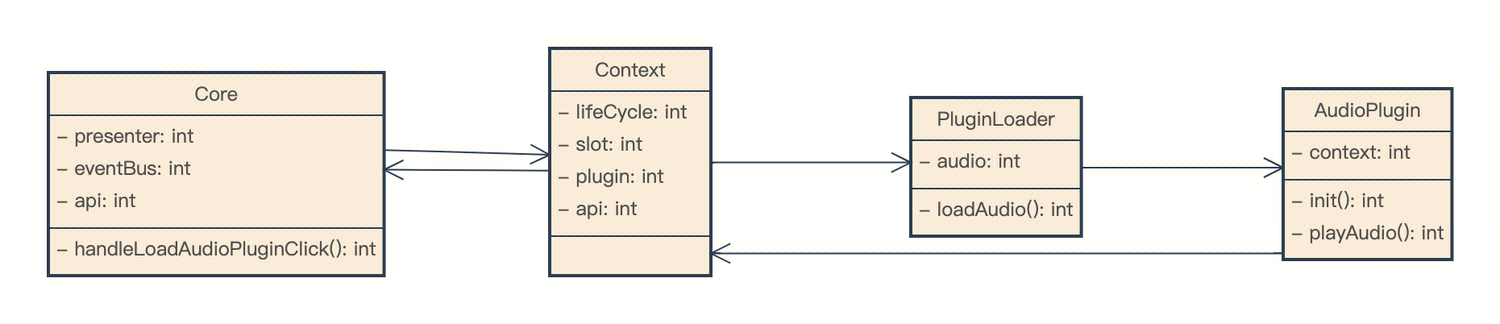 Core
– presenter: int
– eventBus: int
– api: int
– handleLoadAudioPluginClick(): int
Context
– lifeCycle: int
– slot: int
– plugin: int
– api: int
PluginLoader
– audio: int
– loadAudio(): int
AudioPlugin
– context: int
– init(): int
– playAudio(): int